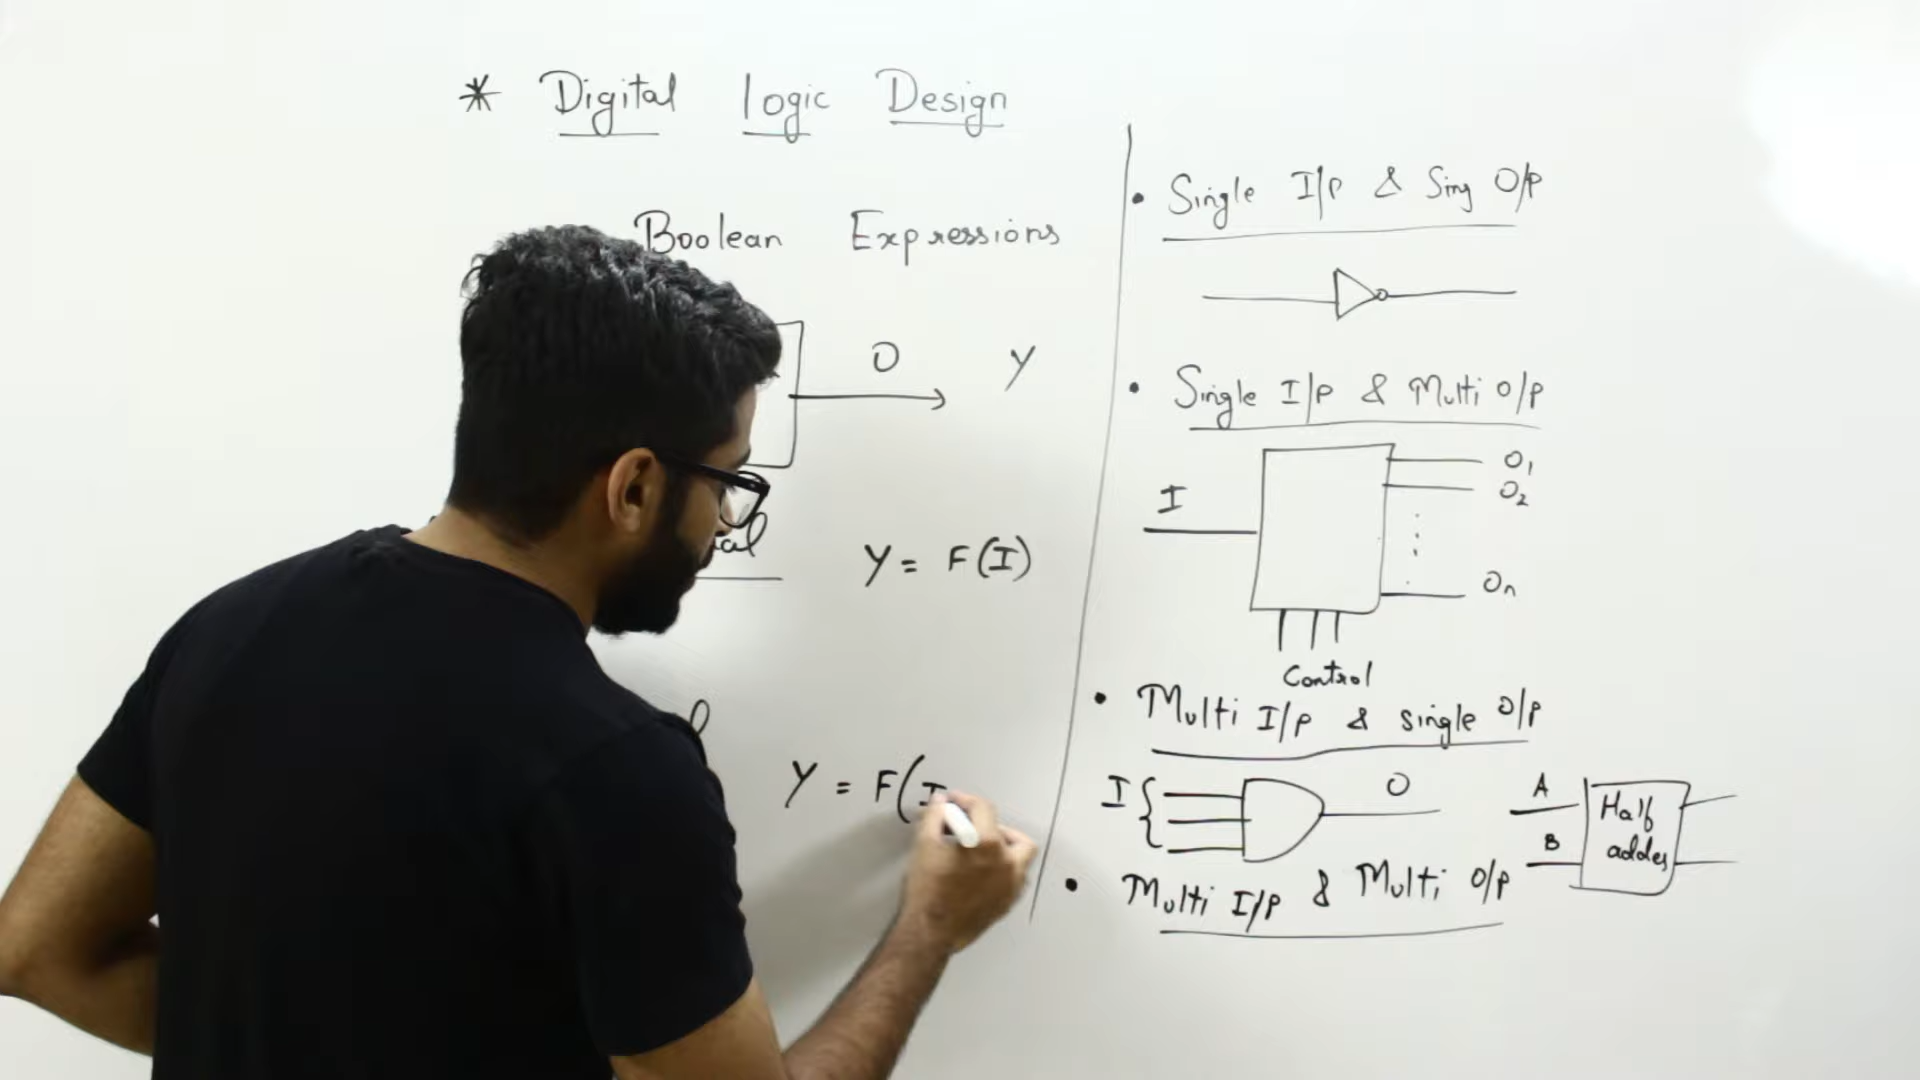 * Digital Logic Design
Boolean Expressions
O Y
Y = F(I)
Y = F(I
• Single I/P & Sing O/P
• Single I/P & Multi O/P
I
O1
O2
On
Control
• Multi I/P & single O/P
I { O
A
B
Half
adder
• Multi I/P & Multi O/P